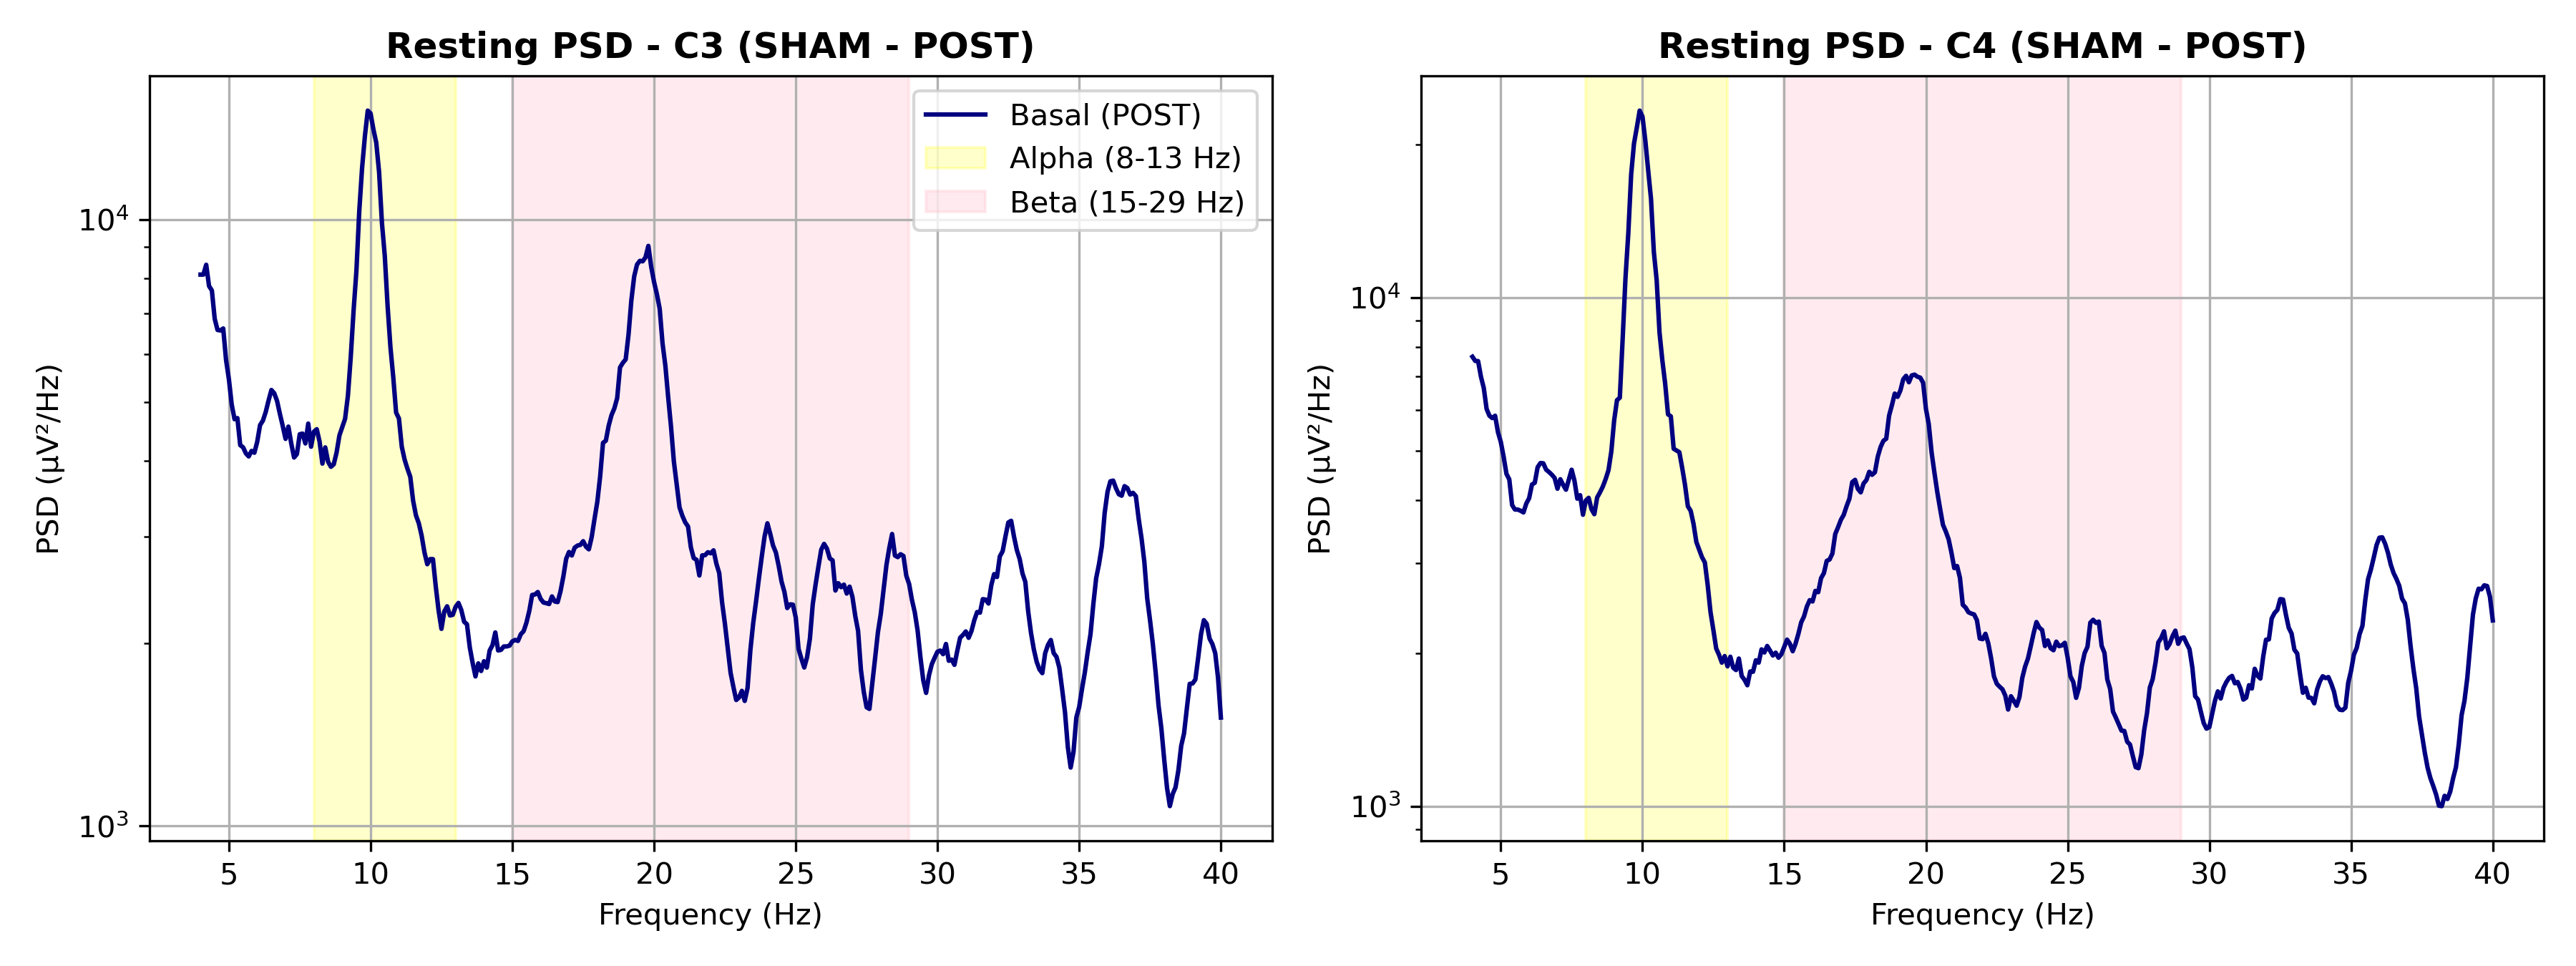 Resting PSD - C3 (SHAM - POST)
PSD (µV²/Hz)
10⁴
10³
Basal (POST)
Alpha (8-13 Hz)
Beta (15-29 Hz)
5 10 15 20 25 30 35 40
Frequency (Hz)
Resting PSD - C4 (SHAM - POST)
PSD (µV²/Hz)
10⁴
10³
5 10 15 20 25 30 35 40
Frequency (Hz)